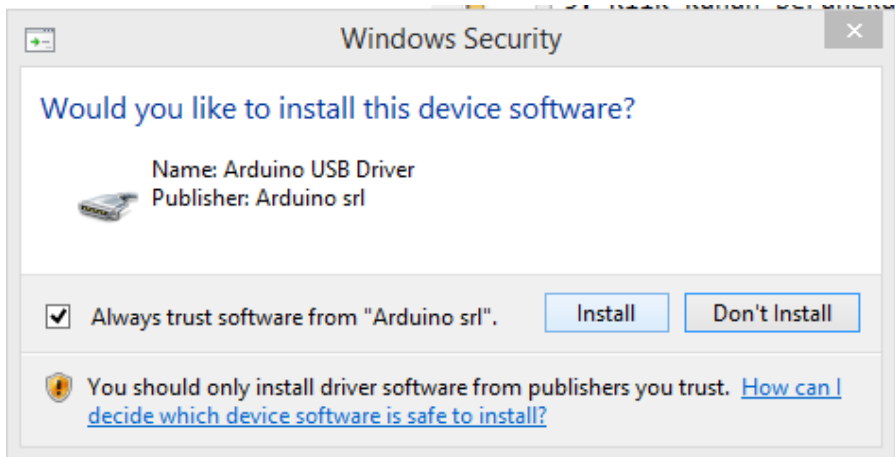 Windows Security
Would you like to install this device software?
Name: Arduino USB Driver
Publisher: Arduino srl
Always trust software from "Arduino srl".
Install
Don't Install
You should only install driver software from publishers you trust. How can I
decide which device software is safe to install?